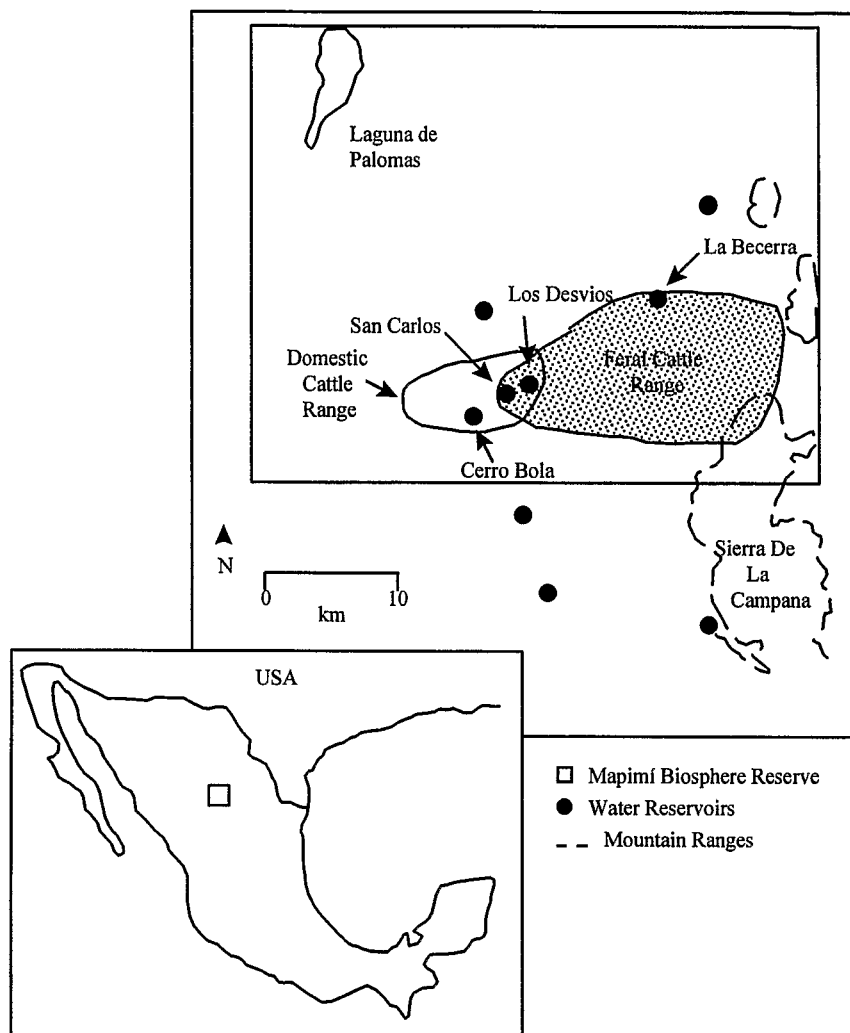 Laguna de
Palomas
La Becerra
Los Desvios
San Carlos
Domestic
Cattle
Range
Feral Cattle
Range
Cerro Bola
N
0
10
km
Sierra De
La
Campana
USA
Mapimí Biosphere Reserve
Water Reservoirs
Mountain Ranges